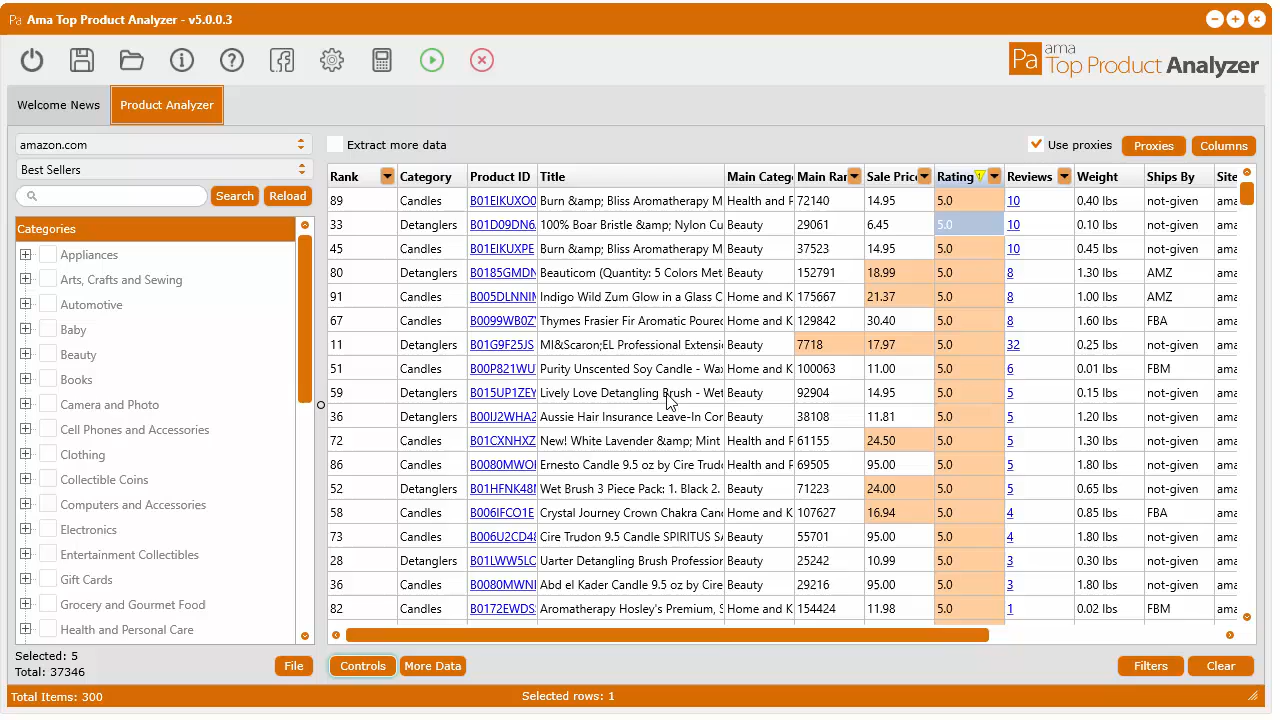 Pa Ama Top Product Analyzer - v5.0.0.3
Pa ama Top Product Analyzer
Welcome News Product Analyzer
amazon.com
Extract more data Use proxies Proxies Columns
Best Sellers
Search Reload
Rank Category Product ID Title Main Categ Main Ran Sale Pric Rating Reviews Weight Ships By Site
89 Candles B01EIKUXO0 Burn &amp; Bliss Aromatherapy M Health and P 72140 14.95 5.0 10 0.40 lbs not-given ama
33 Detanglers B01D09DN6 100% Boar Bristle &amp; Nylon Cu Beauty 29061 6.45 5.0 10 0.10 lbs not-given ama
45 Candles B01EIKUXPE Burn &amp; Bliss Aromatherapy M Beauty 37523 14.95 5.0 10 0.45 lbs not-given ama
80 Detanglers B0185GMDN Beauticom (Quantity: 5 Colors Met Beauty 152791 18.99 5.0 8 1.30 lbs AMZ ama
91 Candles B005DLNNIM Indigo Wild Zum Glow in a Glass C Home and K 175667 21.37 5.0 8 1.00 lbs AMZ ama
67 Candles B0099WB0ZY Thymes Frasier Fir Aromatic Poured Home and K 129842 30.40 5.0 8 1.60 lbs FBA ama
11 Detanglers B01G9F25JS MI&Scaron;EL Professional Extensi Beauty 7718 17.97 5.0 32 0.25 lbs not-given ama
51 Candles B00P821WU Purity Unscented Soy Candle - Wax Home and K 100063 11.00 5.0 6 0.01 lbs FBM ama
59 Detanglers B015UP1ZEY Lively Love Detangling Brush - Wet Beauty 92904 14.95 5.0 5 0.15 lbs not-given ama
36 Detanglers B00IJ2WHA2 Aussie Hair Insurance Leave-In Cor Beauty 38108 11.81 5.0 5 1.20 lbs not-given ama
72 Candles B01CXNHXZ New! White Lavender &amp; Mint Health and P 61155 24.50 5.0 5 1.30 lbs not-given ama
86 Candles B0080MWO Ernesto Candle 9.5 oz by Cire Trudo Health and P 69505 95.00 5.0 5 1.80 lbs not-given ama
52 Detanglers B01HFNK48 Wet Brush 3 Piece Pack: 1. Black 2. Beauty 71223 24.00 5.0 5 0.65 lbs not-given ama
58 Candles B006IFCO1E Crystal Journey Crown Chakra Canc Home and K 107627 16.94 5.0 4 0.85 lbs FBA ama
73 Candles B006U2CD48 Cire Trudon 9.5 Candle SPIRITUS SA Beauty 55701 95.00 5.0 4 1.80 lbs not-given ama
28 Detanglers B01LWW5LC Uarter Detangling Brush Profession Beauty 25242 10.99 5.0 3 0.30 lbs not-given ama
36 Candles B0080MWNI Abd el Kader Candle 9.5 oz by Cire Beauty 29216 95.00 5.0 3 1.80 lbs not-given ama
82 Candles B0172EWDS Aromatherapy Hosley's Premium, S Home and K 154424 11.98 5.0 1 0.02 lbs FBM ama
Categories
Appliances
Arts, Crafts and Sewing
Automotive
Baby
Beauty
Books
Camera and Photo
Cell Phones and Accessories
Clothing
Collectible Coins
Computers and Accessories
Electronics
Entertainment Collectibles
Gift Cards
Grocery and Gourmet Food
Health and Personal Care
Selected: 5
Total: 37346
File Controls More Data Filters Clear
Total Items: 300 Selected rows: 1